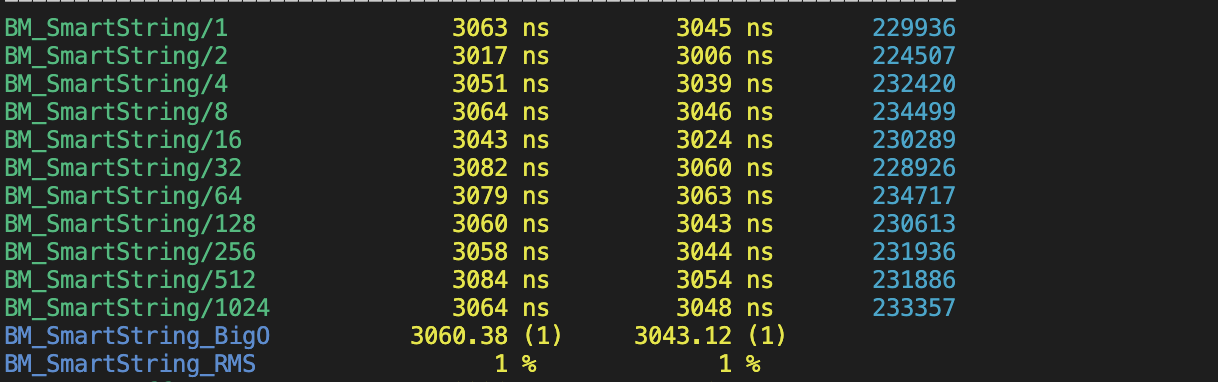 BM_SmartString/1 3063 ns 3045 ns 229936
BM_SmartString/2 3017 ns 3006 ns 224507
BM_SmartString/4 3051 ns 3039 ns 232420
BM_SmartString/8 3064 ns 3046 ns 234499
BM_SmartString/16 3043 ns 3024 ns 230289
BM_SmartString/32 3082 ns 3060 ns 228926
BM_SmartString/64 3079 ns 3063 ns 234717
BM_SmartString/128 3060 ns 3043 ns 230613
BM_SmartString/256 3058 ns 3044 ns 231936
BM_SmartString/512 3084 ns 3054 ns 231886
BM_SmartString/1024 3064 ns 3048 ns 233357
BM_SmartString_BigO 3060.38 (1) 3043.12 (1)
BM_SmartString_RMS 1 % 1 %